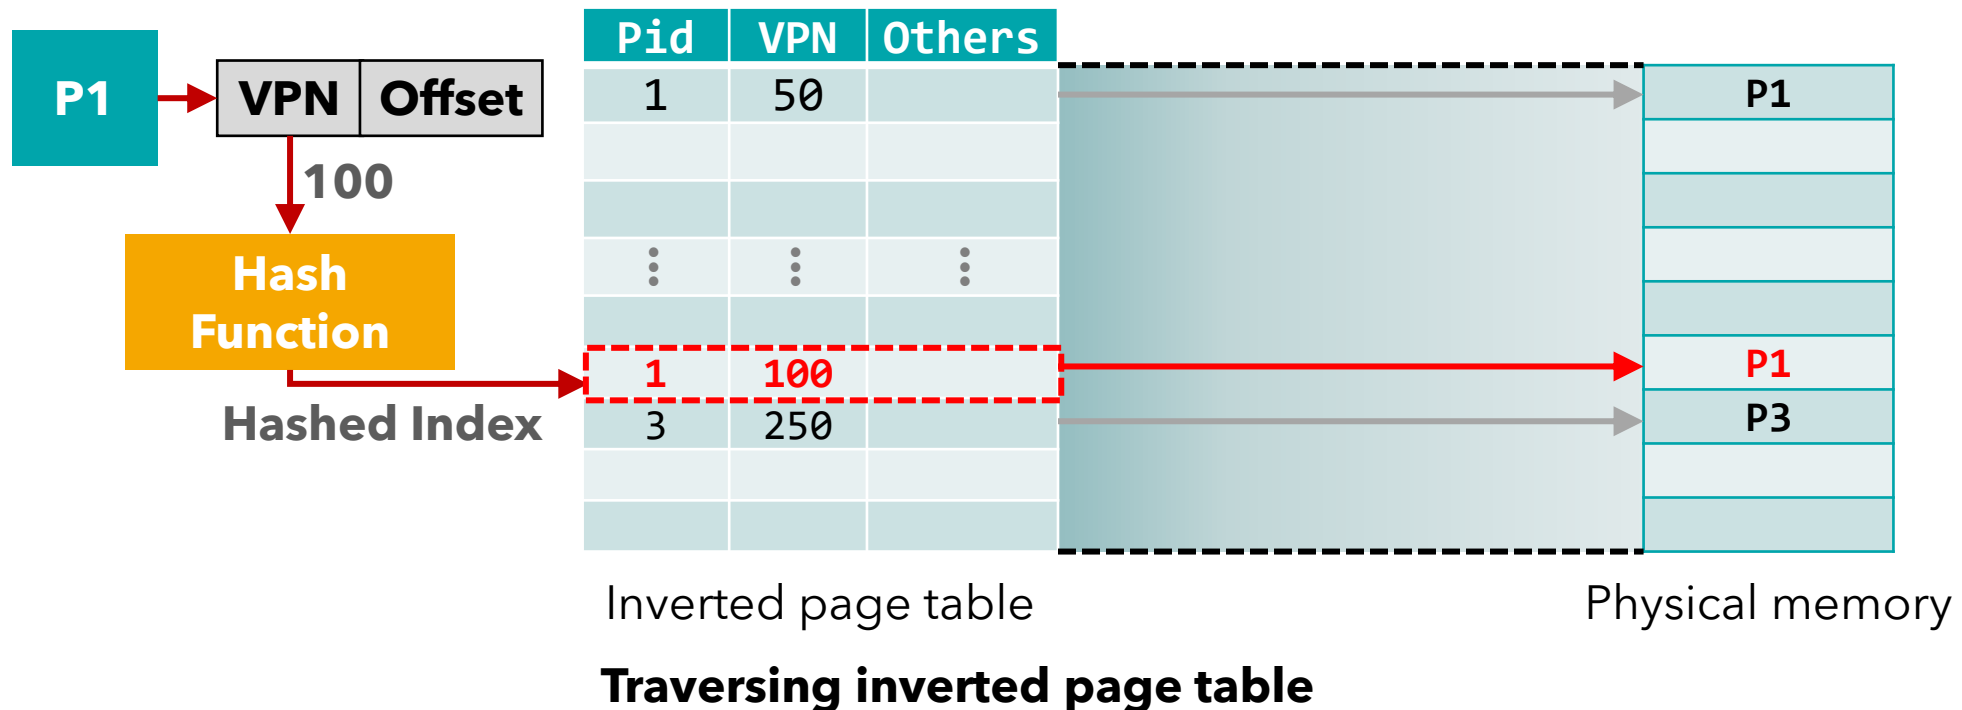 Pid VPN Others
P1
VPN Offset
1 50
P1
100
Hash
Function
1 100
P1
Hashed Index
3 250
P3
Inverted page table
Physical memory
Traversing inverted page table